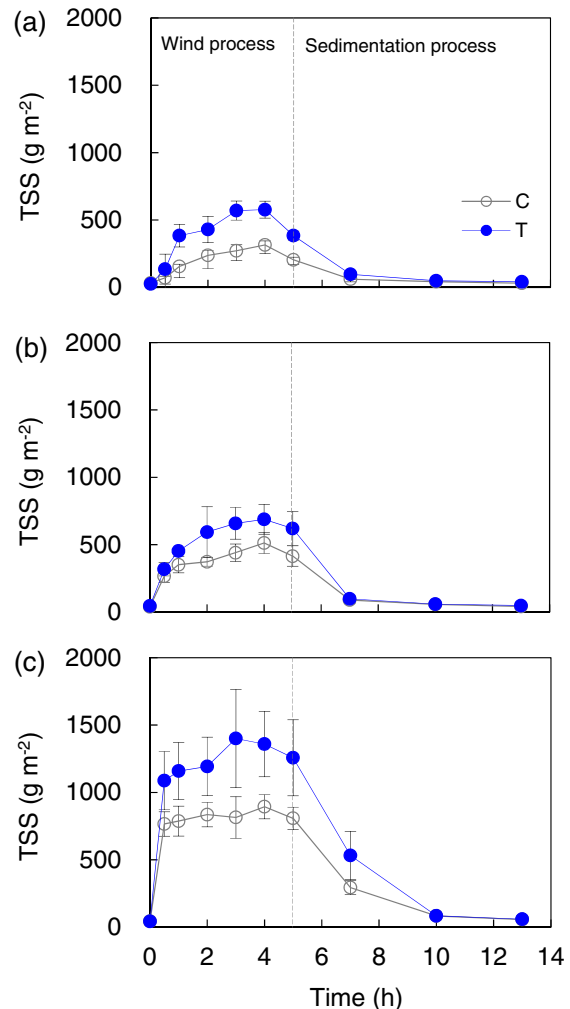 (a)
2000
1500
1000
500
0
TSS (g m-2)
Wind process
Sedimentation process
C
T
(b)
2000
1500
1000
500
0
TSS (g m-2)
(c)
2000
1500
1000
500
0
TSS (g m-2)
0 2 4 6 8 10 12 14
Time (h)